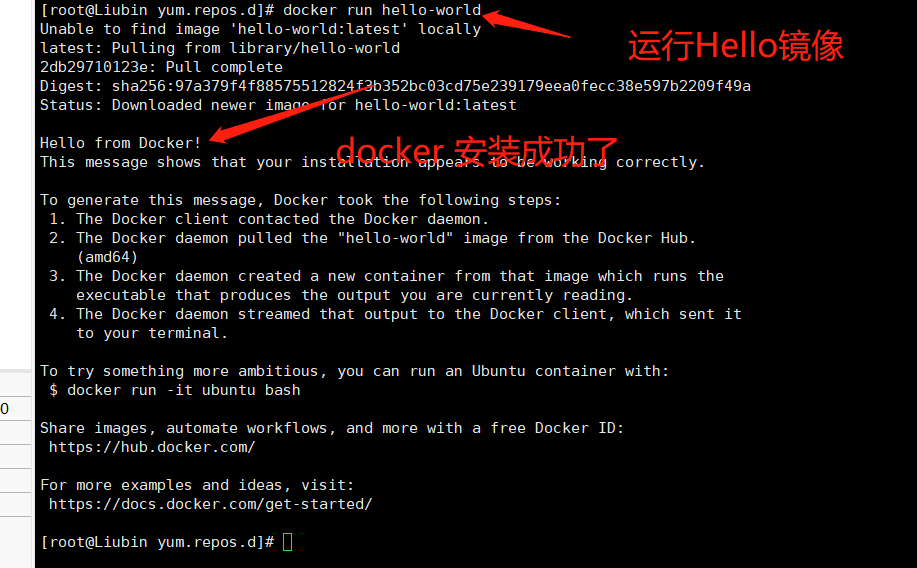 [root@Liubin yum.repos.d]# docker run hello-world
运行Hello镜像
Unable to find image 'hello-world:latest' locally
latest: Pulling from library/hello-world
2db29710123e: Pull complete
Digest: sha256:97a379f4f88575512824f3b352bc03cd75e239179eea0fecc38e597b2209f49a
Status: Downloaded newer image for hello-world:latest
Hello from Docker!
docker 安装成功了
This message shows that your installation appears to be working correctly.
To generate this message, Docker took the following steps:
1. The Docker client contacted the Docker daemon.
2. The Docker daemon pulled the "hello-world" image from the Docker Hub.
(amd64)
3. The Docker daemon created a new container from that image which runs the
executable that produces the output you are currently reading.
4. The Docker daemon streamed that output to the Docker client, which sent it
to your terminal.
To try something more ambitious, you can run an Ubuntu container with:
$ docker run -it ubuntu bash
0
Share images, automate workflows, and more with a free Docker ID:
https://hub.docker.com/
For more examples and ideas, visit:
https://docs.docker.com/get-started/
[root@Liubin yum.repos.d]#